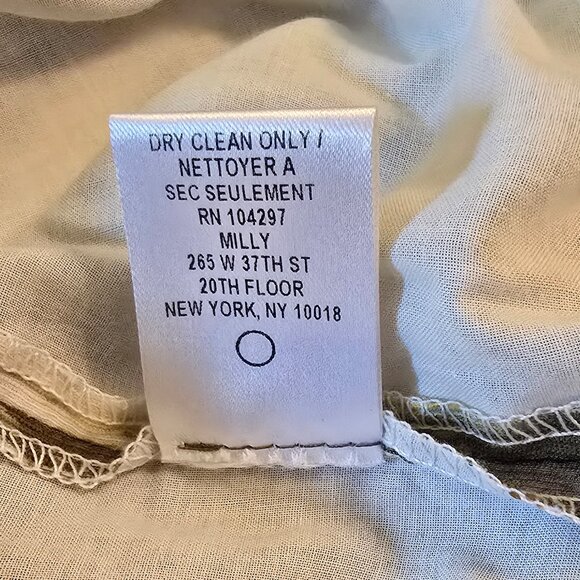 DRY CLEAN ONLY /
NETTOYER A
SEC SEULEMENT
RN 104297
MILLY
265 W 37TH ST
20TH FLOOR
NEW YORK, NY 10018